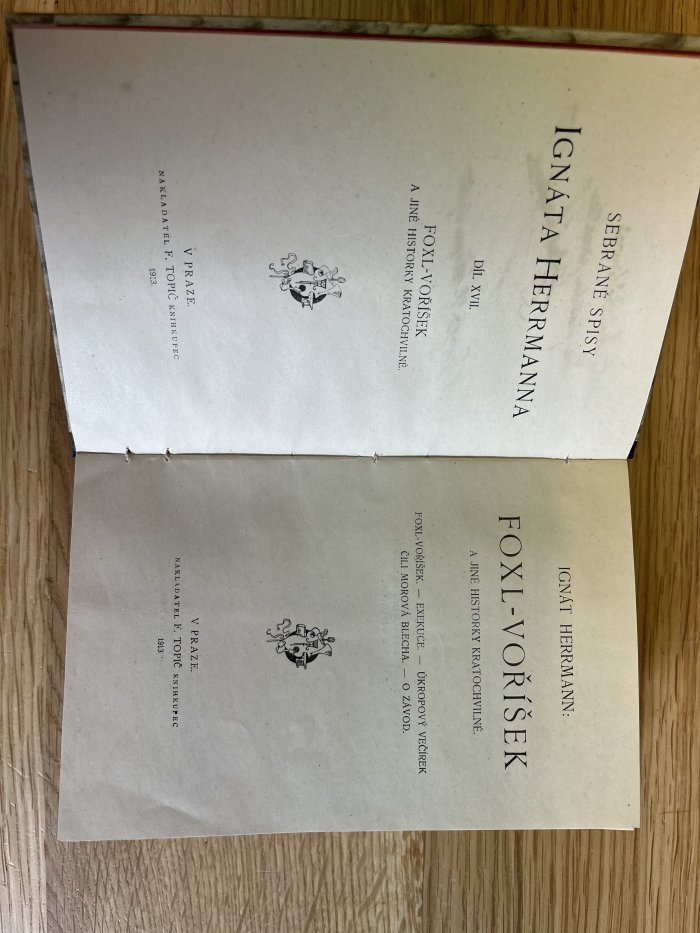 SEBRANÉ SPISY
IGNÁTA HERRMANNA
DÍL XVII.
FOXL-VOŘÍŠEK
A JINÉ HISTORKY KRATOCHVILNÉ.
V PRAZE.
NAKLADATEL F. TOPIČ KNIHKUPEC
1913.
IGNÁT HERRMANN:
FOXL-VOŘÍŠEK
A JINÉ HISTORKY KRATOCHVILNÉ.
FOXL-VOŘÍŠEK. — EXEKUCE. — ÚKROPOVÝ VEČÍREK
ČILI MOROVÁ BLECHA. — O ZÁVOD.
V PRAZE.
NAKLADATEL F. TOPIČ KNIHKUPEC
1913